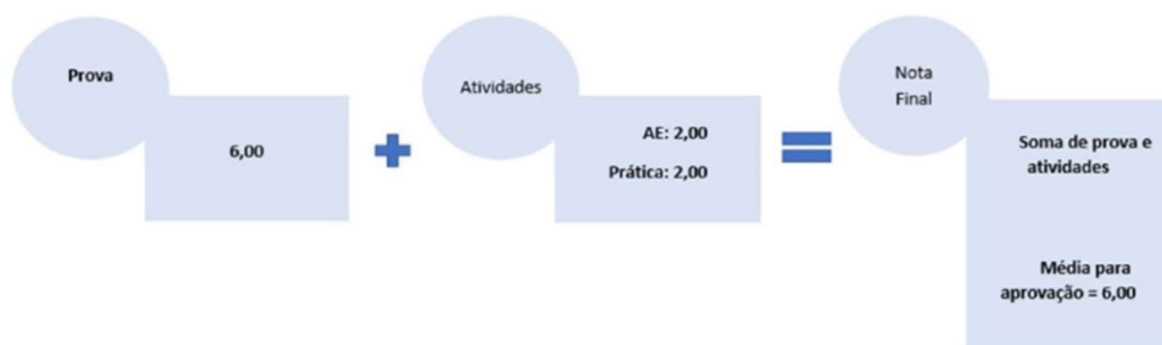 Prova
6,00
Atividades
AE: 2,00
Prática: 2,00
Nota
Final
Soma de prova e
atividades
Média para
aprovação = 6,00